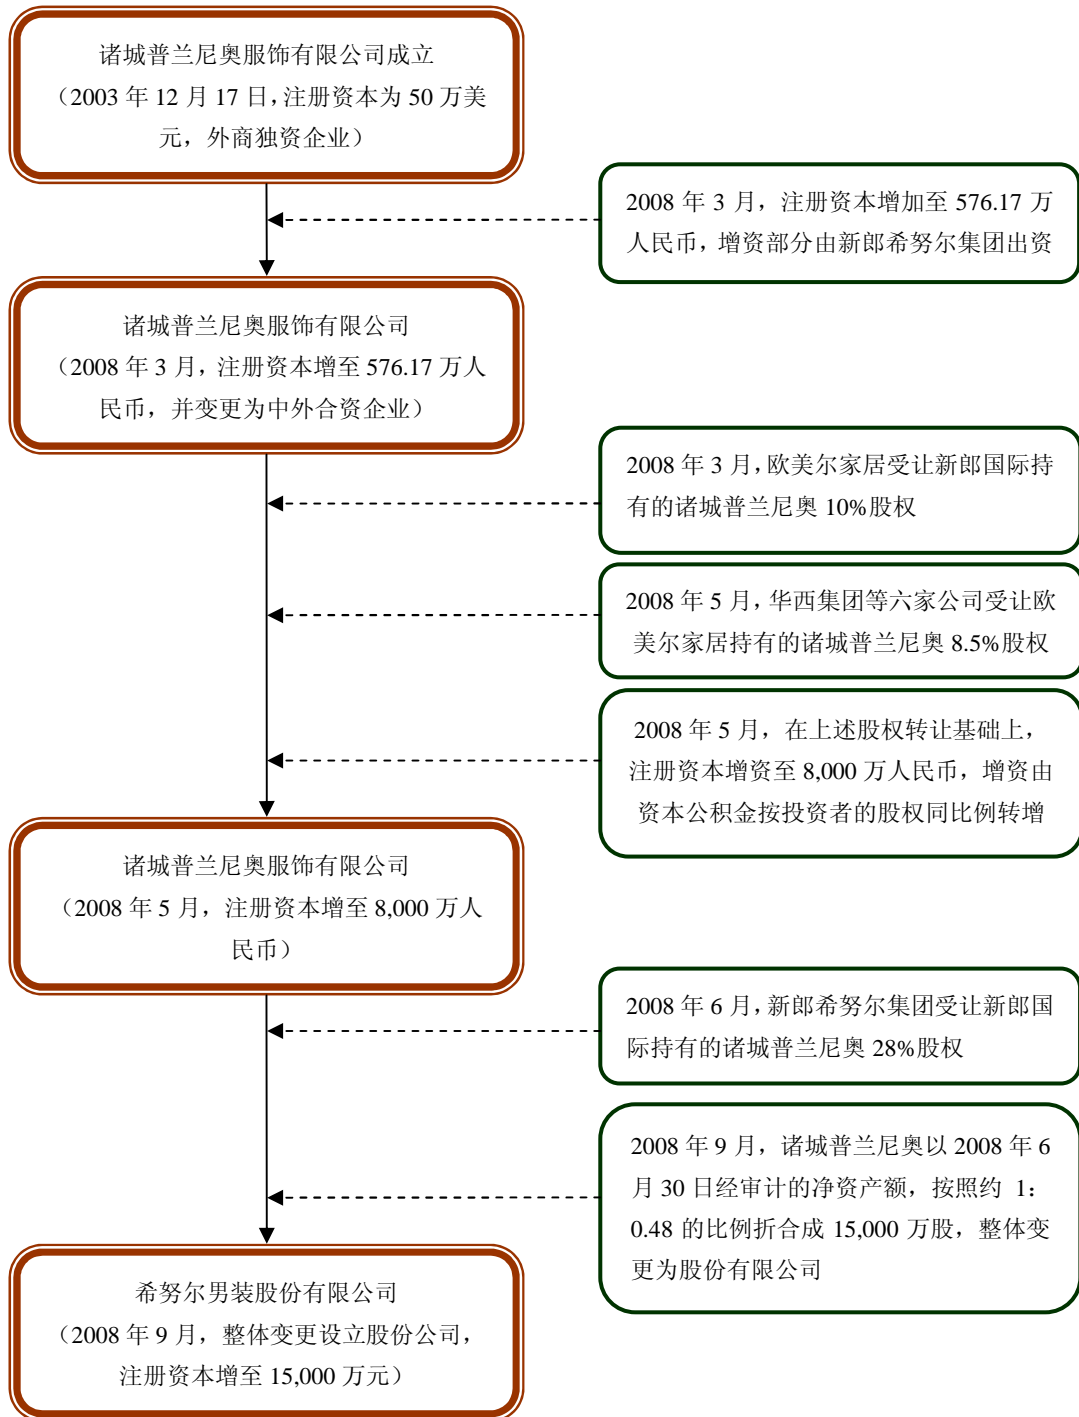 诸城普兰尼奥服饰有限公司成立
（2003 年 12 月 17 日，注册资本为 50 万美
元，外商独资企业）
2008 年 3 月，注册资本增加至 576.17 万
人民币，增资部分由新郎希努尔集团出资
诸城普兰尼奥服饰有限公司
（2008 年 3 月，注册资本增至 576.17 万人
民币，并变更为中外合资企业）
2008 年 3 月，欧美尔家居受让新郎国际持
有的诸城普兰尼奥 10%股权
2008 年 5 月，华西集团等六家公司受让欧
美尔家居持有的诸城普兰尼奥 8.5%股权
2008 年 5 月，在上述股权转让基础上，
注册资本增资至 8,000 万人民币，增资由
资本公积金按投资者的股权同比例转增
诸城普兰尼奥服饰有限公司
（2008 年 5 月，注册资本增至 8,000 万人
民币）
2008 年 6 月，新郎希努尔集团受让新郎国
际持有的诸城普兰尼奥 28%股权
2008 年 9 月，诸城普兰尼奥以 2008 年 6
月 30 日经审计的净资产额，按照约 1：
0.48 的比例折合成 15,000 万股，整体变
更为股份有限公司
希努尔男装股份有限公司
（2008 年 9 月，整体变更设立股份公司，
注册资本增至 15,000 万元）